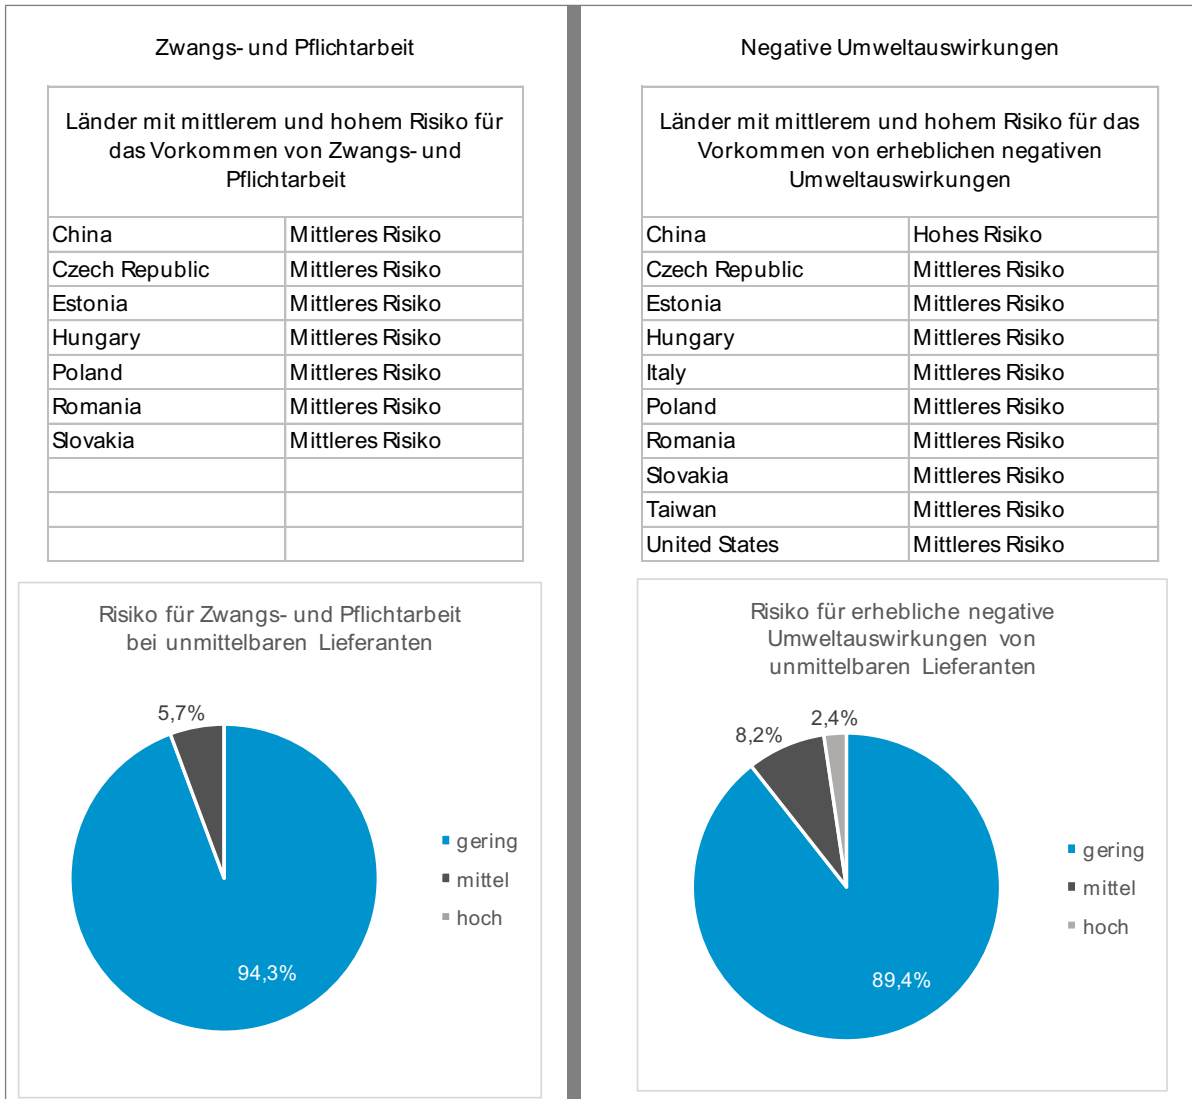 Zwangs- und Pflichtarbeit
Länder mit mittlerem und hohem Risiko für
das Vorkommen von Zwangs- und
Pflichtarbeit
China Mittleres Risiko
Czech Republic Mittleres Risiko
Estonia Mittleres Risiko
Hungary Mittleres Risiko
Poland Mittleres Risiko
Romania Mittleres Risiko
Slovakia Mittleres Risiko
Risiko für Zwangs- und Pflichtarbeit
bei unmittelbaren Lieferanten
5,7%
94,3%
gering
mittel
hoch
Negative Umweltauswirkungen
Länder mit mittlerem und hohem Risiko für das
Vorkommen von erheblichen negativen
Umweltauswirkungen
China Hohes Risiko
Czech Republic Mittleres Risiko
Estonia Mittleres Risiko
Hungary Mittleres Risiko
Italy Mittleres Risiko
Poland Mittleres Risiko
Romania Mittleres Risiko
Slovakia Mittleres Risiko
Taiwan Mittleres Risiko
United States Mittleres Risiko
Risiko für erhebliche negative
Umweltauswirkungen von
unmittelbaren Lieferanten
2,4%
8,2%
89,4%
gering
mittel
hoch